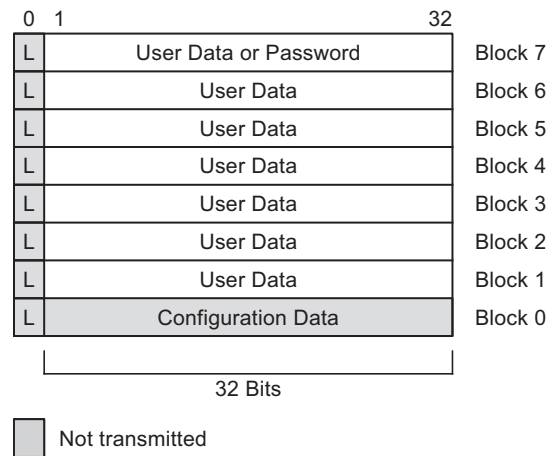 0 1 32
L User Data or Password Block 7
L User Data Block 6
L User Data Block 5
L User Data Block 4
L User Data Block 3
L User Data Block 2
L User Data Block 1
L Configuration Data Block 0
32 Bits
Not transmitted